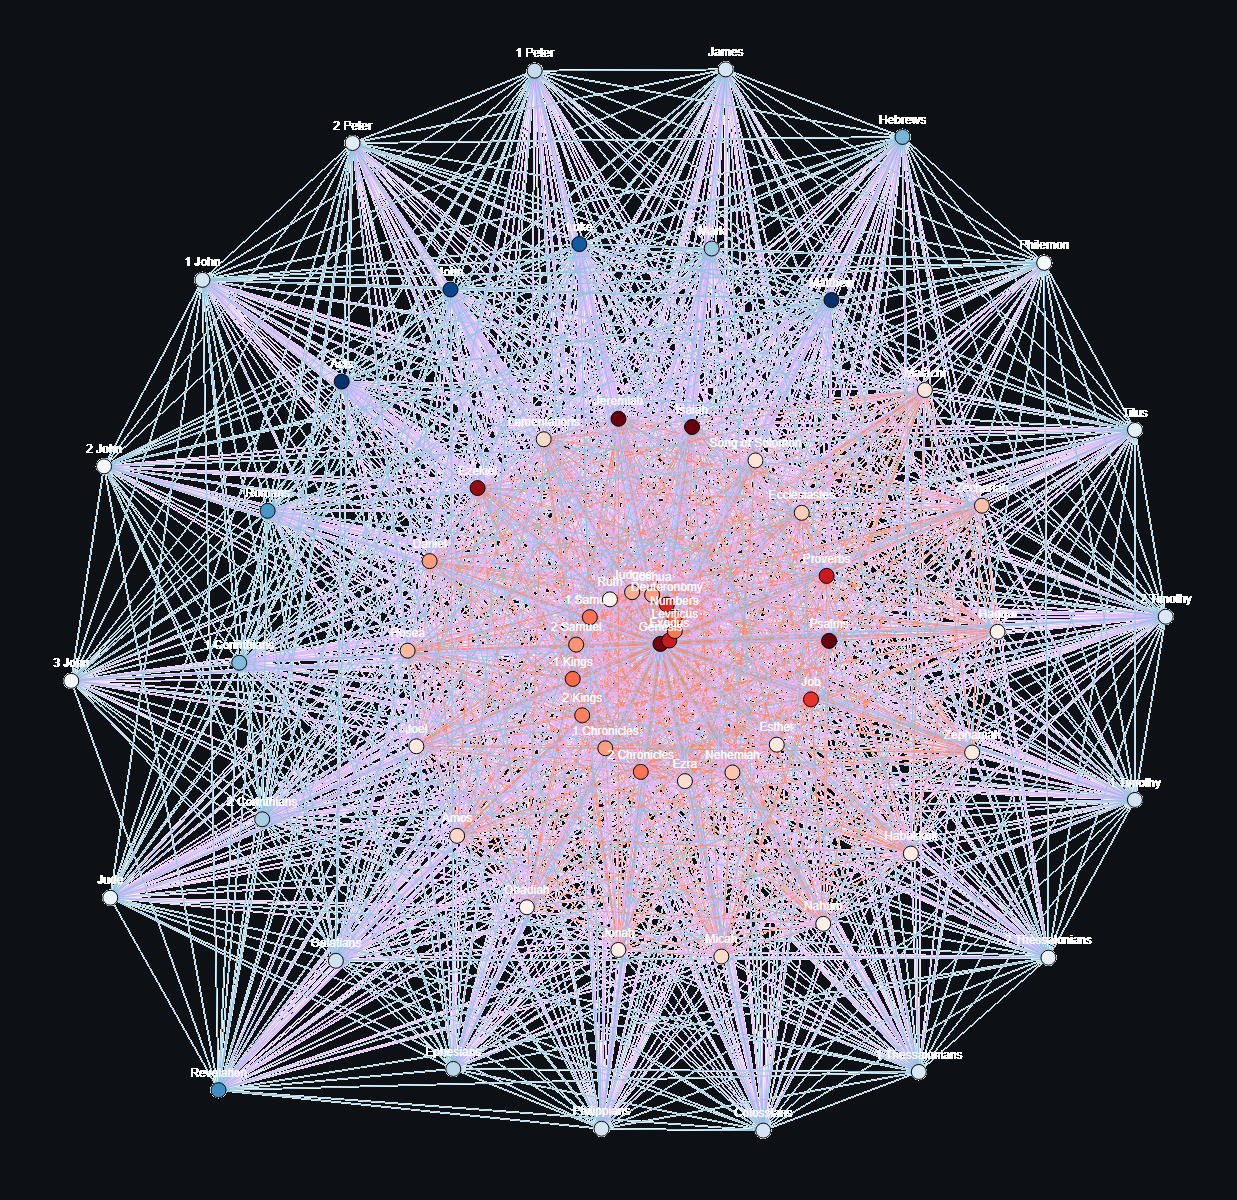 1 Peter
James
2 Peter
Hebrews
Philemon
1 John
Luke
Mark
John
Matthew
Malachi
Jeremiah
Isaiah
Titus
Lamentations
Song of Solomon
2 John
Ezekiel
Romans
Ecclesiastes
Daniel
Proverbs
Ruth
Judges
Joshua
Deuteronomy
Numbers
Leviticus
Genesis
1 Samuel
2 Samuel
2 Timothy
Haggai
Psalms
1 Corinthians
Hosea
3 John
1 Kings
Job
2 Kings
1 Chronicles
Esther
Joel
Zephaniah
2 Chronicles
Ezra
Nehemiah
1 Timothy
2 Corinthians
Amos
Habakkuk
Jude
Obadiah
Nahum
Galatians
Jonah
Micah
2 Thessalonians
Ephesians
1 Thessalonians
Revelation
Philippians
Colossians